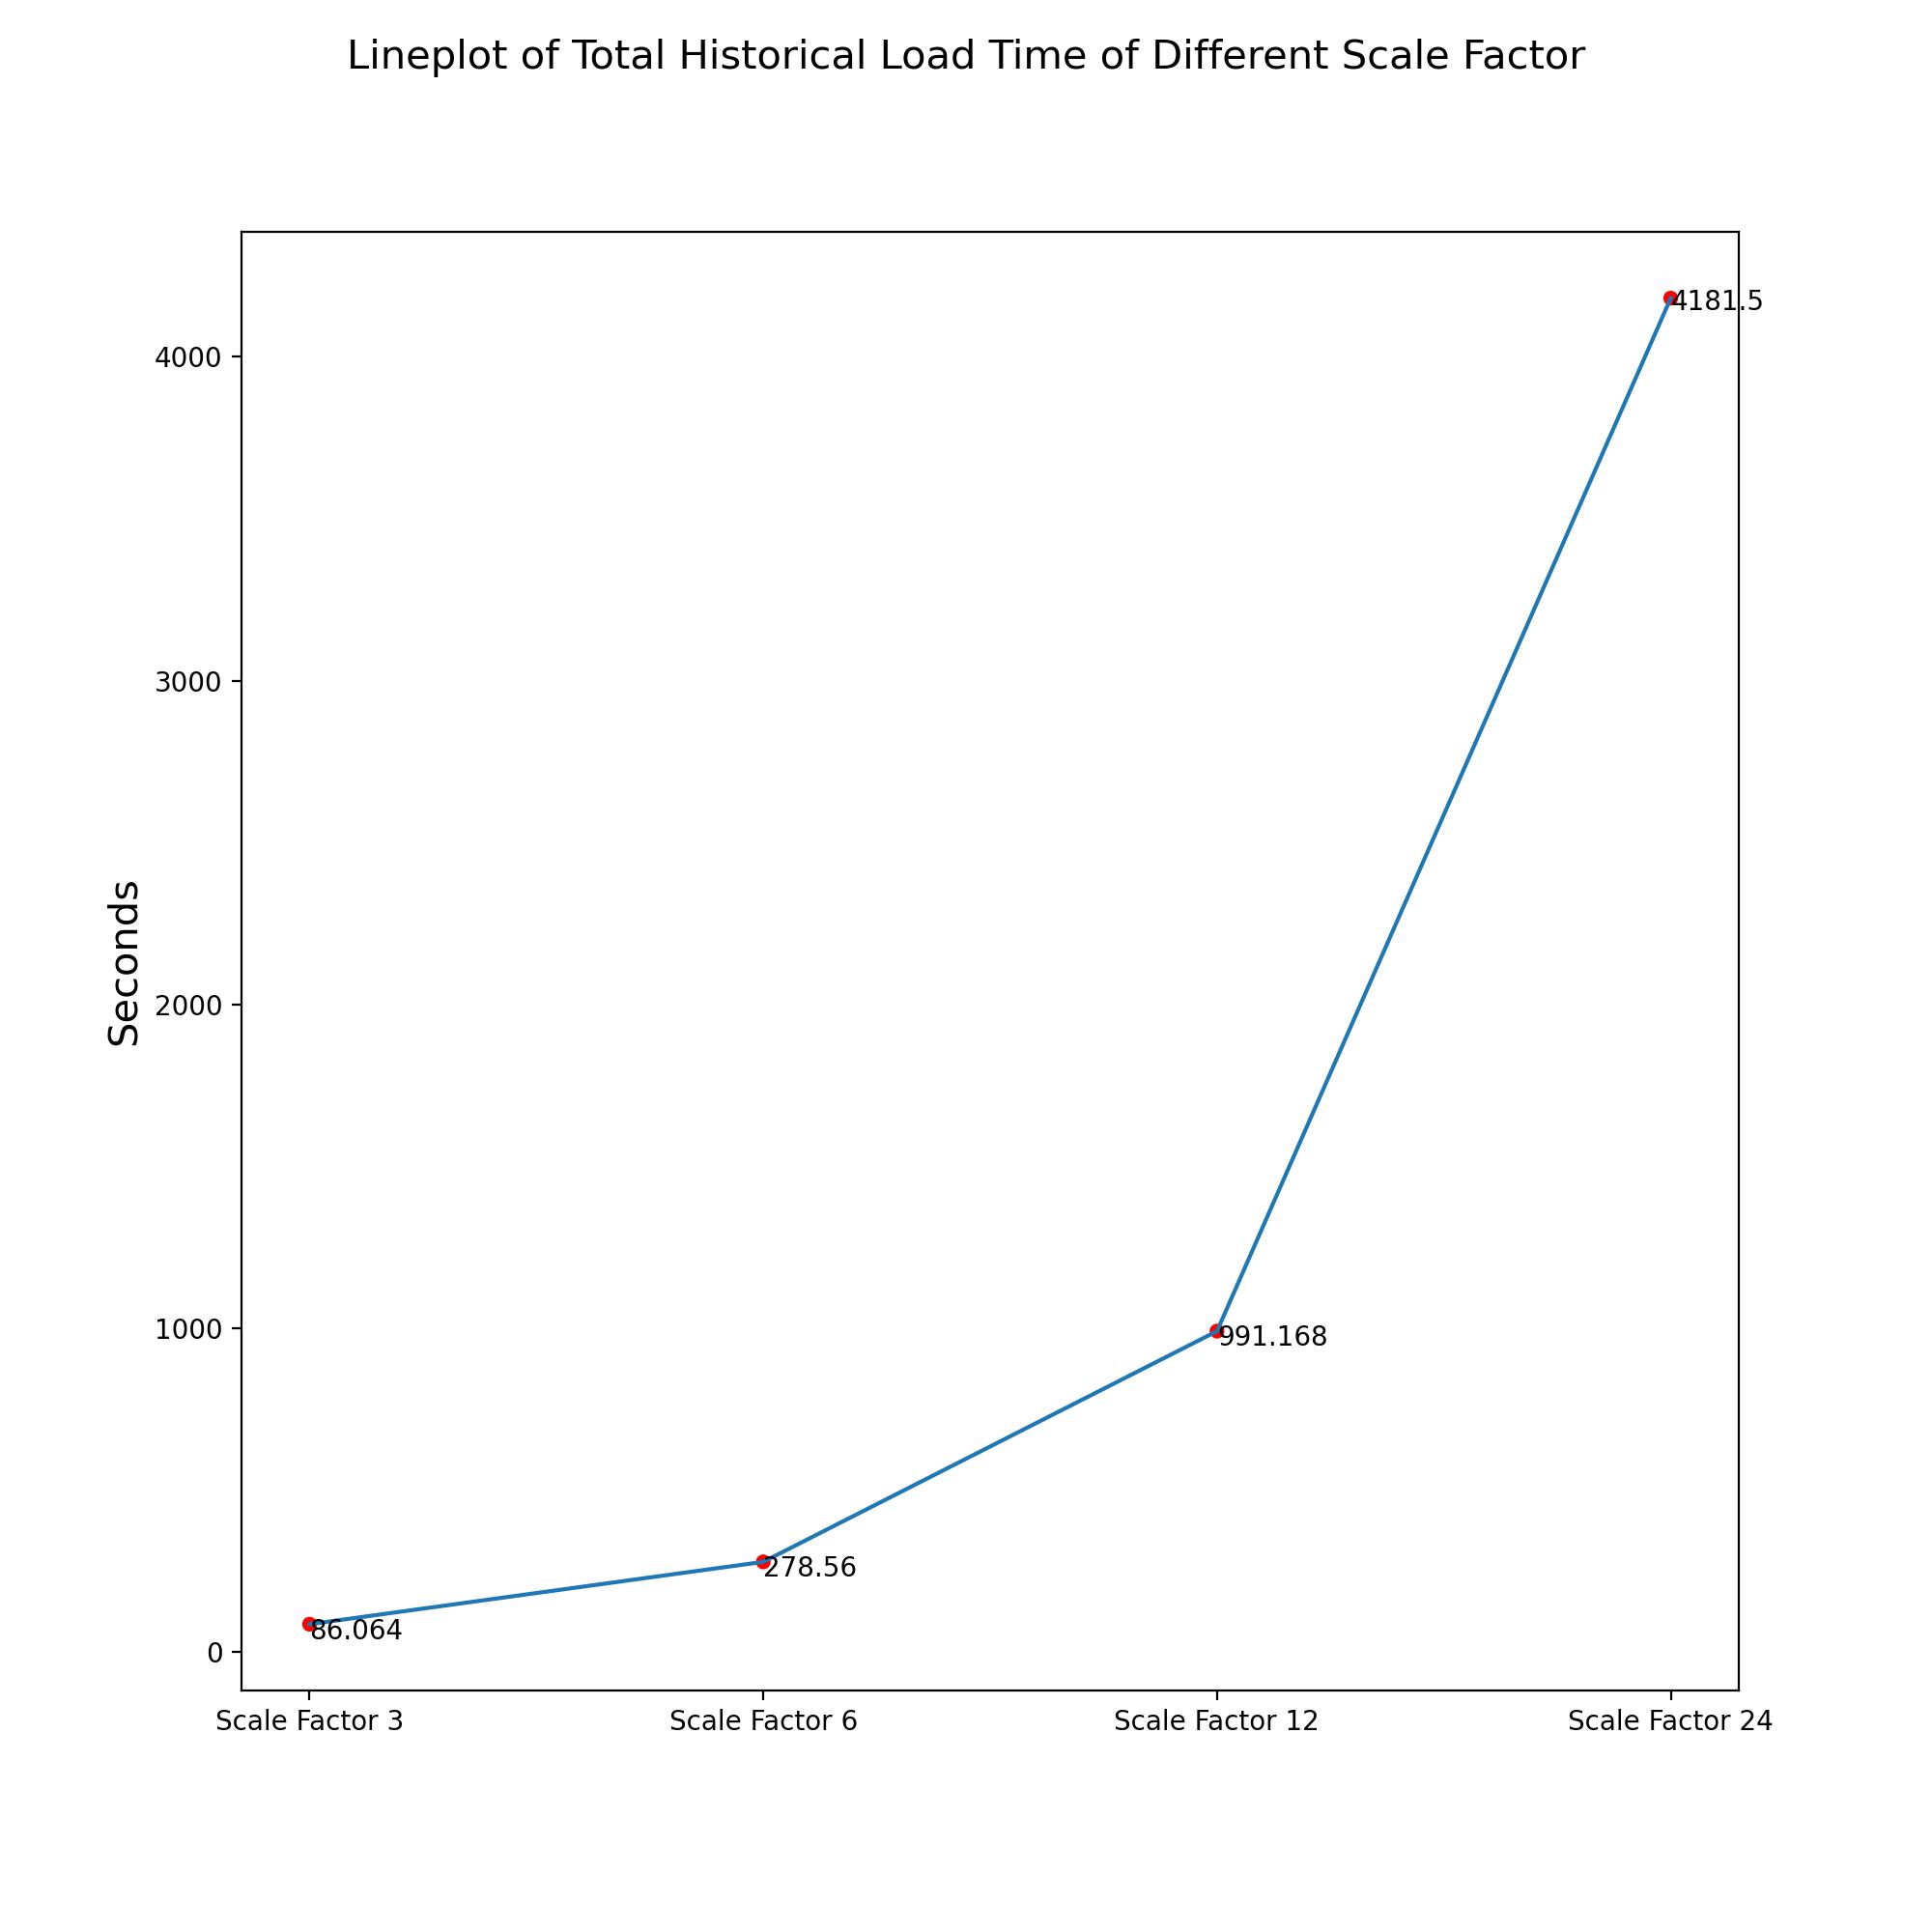 Lineplot of Total Historical Load Time of Different Scale Factor
Seconds
4000
3000
2000
1000
0
4181.5
991.168
278.56
86.064
Scale Factor 3
Scale Factor 6
Scale Factor 12
Scale Factor 24